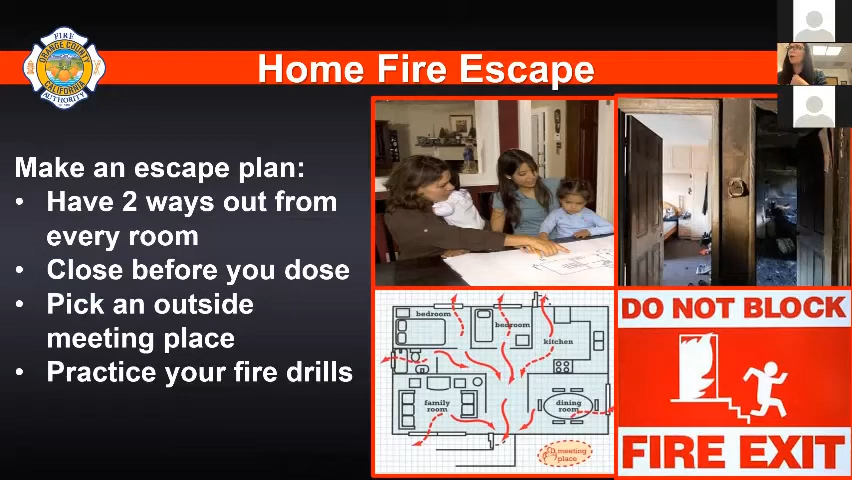 FIRE
ORANGE COUNTY
CALIFORNIA
AUTHORITY
Home Fire Escape
Make an escape plan:
• Have 2 ways out from
every room
• Close before you dose
• Pick an outside
meeting place
• Practice your fire drills
bedroom
bedroom
kitchen
family
room
dining
room
meeting
place
DO NOT BLOCK
FIRE EXIT